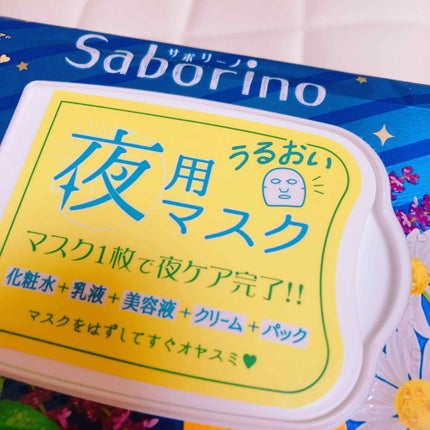 サボリーノ
Saborino
うるおい
夜用
マスク
マスク1枚で夜ケア完了!!
化粧水+乳液+美容液+クリーム+パック
マスクをはずしてすぐオヤスミ♥